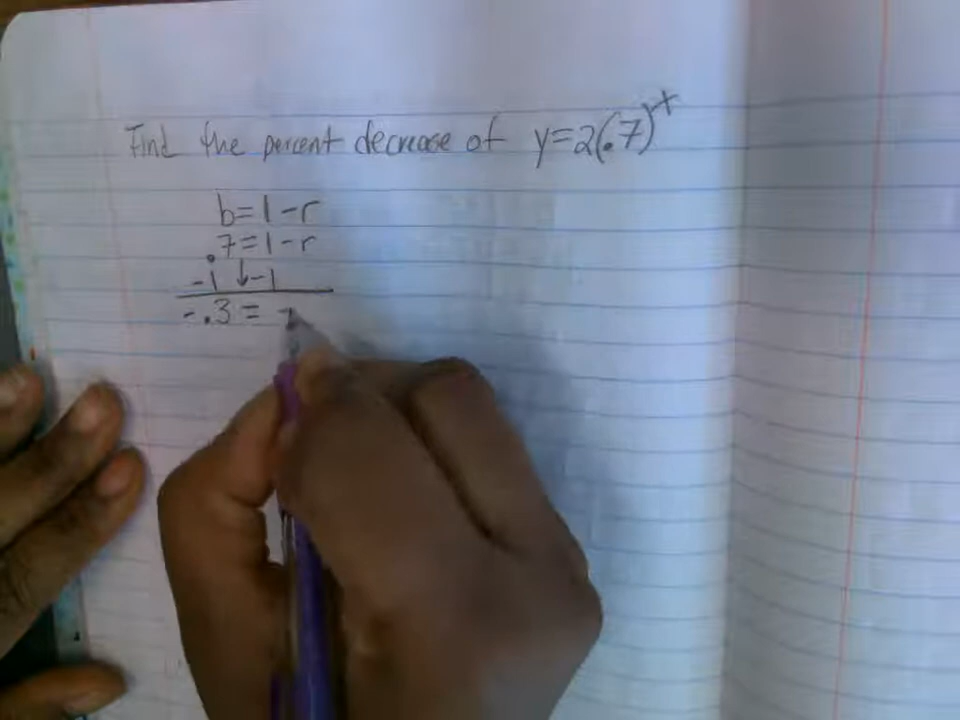 Find the percent decrease of y=2(.7)^x
b=1-r
.7=1-r
-1 ↓-1
-.3 = -